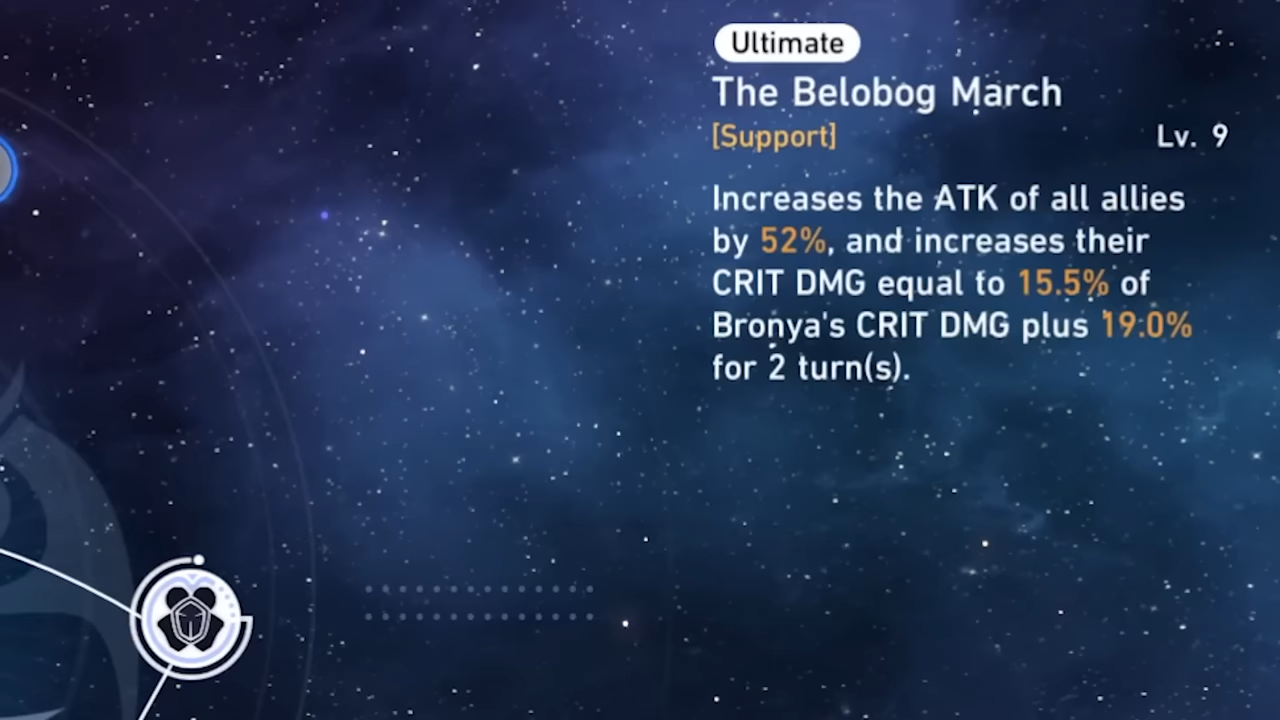 Ultimate
The Belobog March
[Support]
Lv. 9
Increases the ATK of all allies
by 52%, and increases their
CRIT DMG equal to 15.5% of
Bronya's CRIT DMG plus 19.0%
for 2 turn(s).